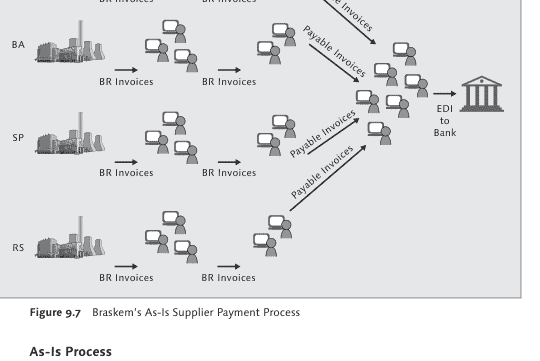 BR Invoices BR Invoices
Invoices
BA
Payable Invoices
BR Invoices BR Invoices
EDI
to
Bank
SP
Payable Invoices
BR Invoices BR Invoices
Payable Invoices
RS
BR Invoices BR Invoices
Figure 9.7 Braskem's As-Is Supplier Payment Process
As-Is Process